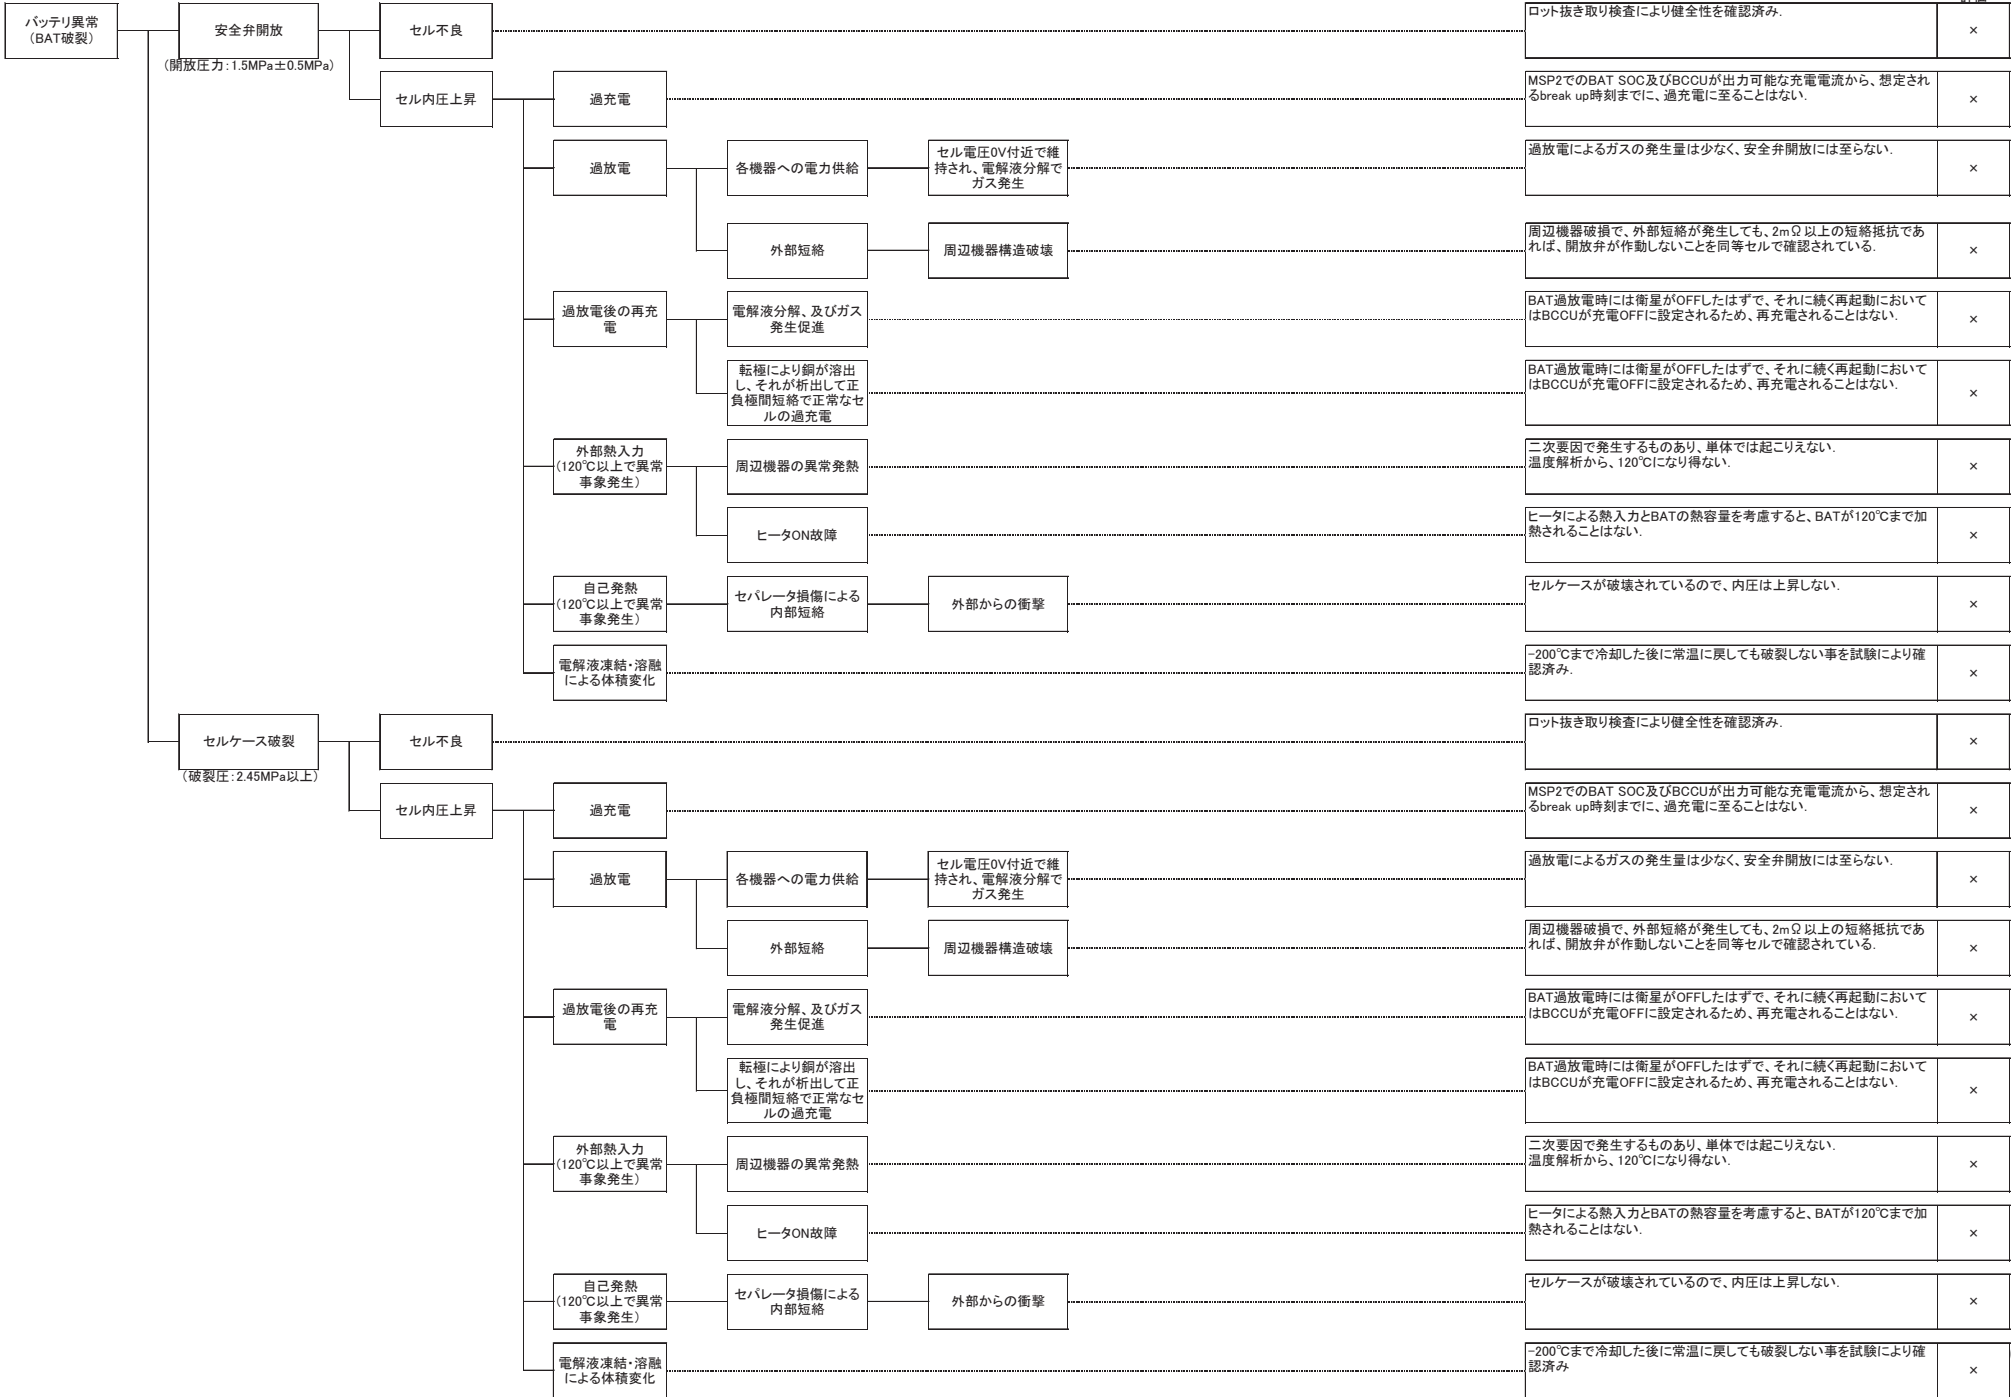 評価
バッテリ異常
（BAT破裂）
安全弁開放
（開放圧力：1.5MPa±0.5MPa）
セル不良
ロット抜き取り検査により健全性を確認済み.
×
セル内圧上昇
過充電
MSP2でのBAT SOC及びBCCUが出力可能な充電電流から、想定され
るbreak up時刻までに、過充電に至ることはない.
×
過放電
各機器への電力供給
セル電圧0V付近で維
持され、電解液分解で
ガス発生
過放電によるガスの発生量は少なく、安全弁開放には至らない.
×
外部短絡
周辺機器構造破壊
周辺機器破損で、外部短絡が発生しても、2mΩ以上の短絡抵抗であ
れば、開放弁が作動しないことを同等セルで確認されている.
×
過放電後の再充
電
電解液分解、及びガス
発生促進
BAT過放電時には衛星がOFFしたはずで、それに続く再起動において
はBCCUが充電OFFに設定されるため、再充電されることはない.
×
転極により銅が溶出
し、それが析出して正
負極間短絡で正常なセ
ルの過充電
BAT過放電時には衛星がOFFしたはずで、それに続く再起動において
はBCCUが充電OFFに設定されるため、再充電されることはない.
×
外部熱入力
（120℃以上で異常
事象発生）
周辺機器の異常発熱
二次要因で発生するものあり、単体では起こりえない.
温度解析から、120℃になり得ない.
×
ヒータON故障
ヒータによる熱入力とBATの熱容量を考慮すると、BATが120℃まで加
熱されることはない.
×
自己発熱
（120℃以上で異常
事象発生）
セパレータ損傷による
内部短絡
外部からの衝撃
セルケースが破壊されているので、内圧は上昇しない.
×
電解液凍結・溶融
による体積変化
-200℃まで冷却した後に常温に戻しても破裂しない事を試験により確
認済み.
×
セルケース破裂
（破裂圧：2.45MPa以上）
セル不良
ロット抜き取り検査により健全性を確認済み.
×
セル内圧上昇
過充電
MSP2でのBAT SOC及びBCCUが出力可能な充電電流から、想定され
るbreak up時刻までに、過充電に至ることはない.
×
過放電
各機器への電力供給
セル電圧0V付近で維
持され、電解液分解で
ガス発生
過放電によるガスの発生量は少なく、安全弁開放には至らない.
×
外部短絡
周辺機器構造破壊
周辺機器破損で、外部短絡が発生しても、2mΩ以上の短絡抵抗であ
れば、開放弁が作動しないことを同等セルで確認されている.
×
過放電後の再充
電
電解液分解、及びガス
発生促進
BAT過放電時には衛星がOFFしたはずで、それに続く再起動において
はBCCUが充電OFFに設定されるため、再充電されることはない.
×
転極により銅が溶出
し、それが析出して正
負極間短絡で正常なセ
ルの過充電
BAT過放電時には衛星がOFFしたはずで、それに続く再起動において
はBCCUが充電OFFに設定されるため、再充電されることはない.
×
外部熱入力
（120℃以上で異常
事象発生）
周辺機器の異常発熱
二次要因で発生するものあり、単体では起こりえない.
温度解析から、120℃になり得ない.
×
ヒータON故障
ヒータによる熱入力とBATの熱容量を考慮すると、BATが120℃まで加
熱されることはない.
×
自己発熱
（120℃以上で異常
事象発生）
セパレータ損傷による
内部短絡
外部からの衝撃
セルケースが破壊されているので、内圧は上昇しない.
×
電解液凍結・溶融
による体積変化
-200℃まで冷却した後に常温に戻しても破裂しない事を試験により確
認済み
×